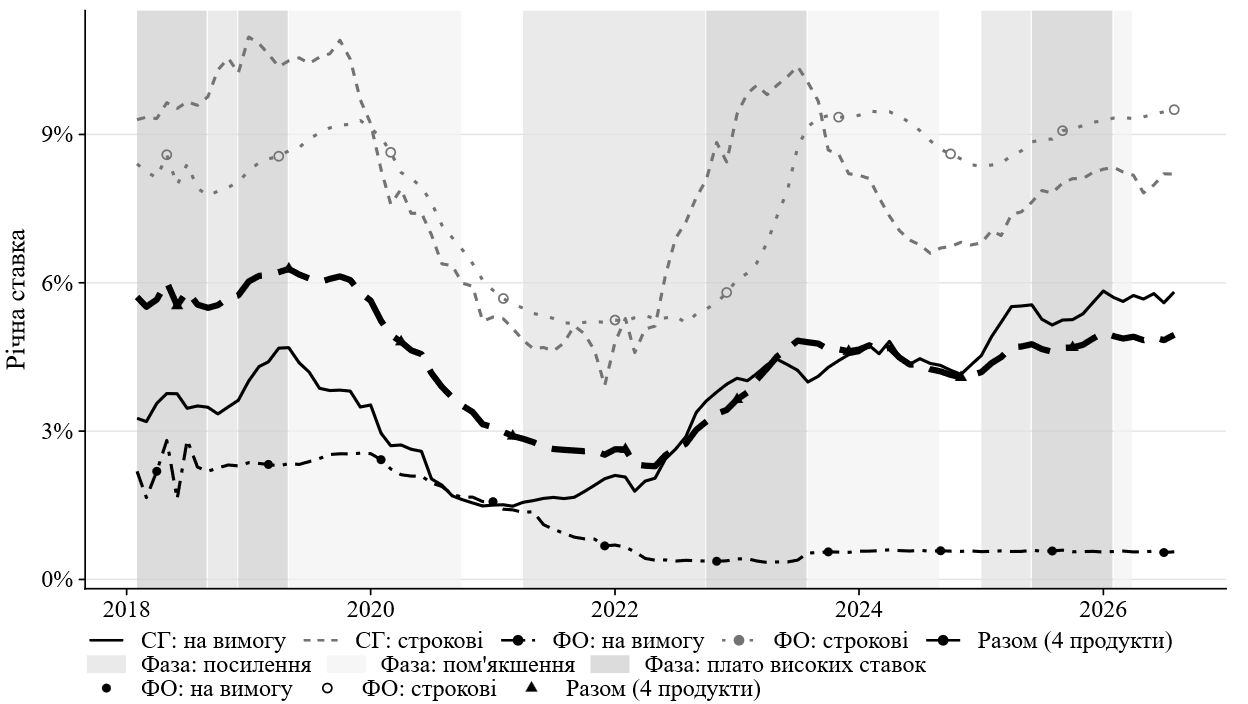 Річна ставка
9%
6%
3%
0%
2018 2020 2022 2024 2026
СГ: на вимогу СГ: строкові ФО: на вимогу ФО: строкові Разом (4 продукти)
Фаза: посилення Фаза: пом'якшення Фаза: плато високих ставок
ФО: на вимогу ФО: строкові Разом (4 продукти)